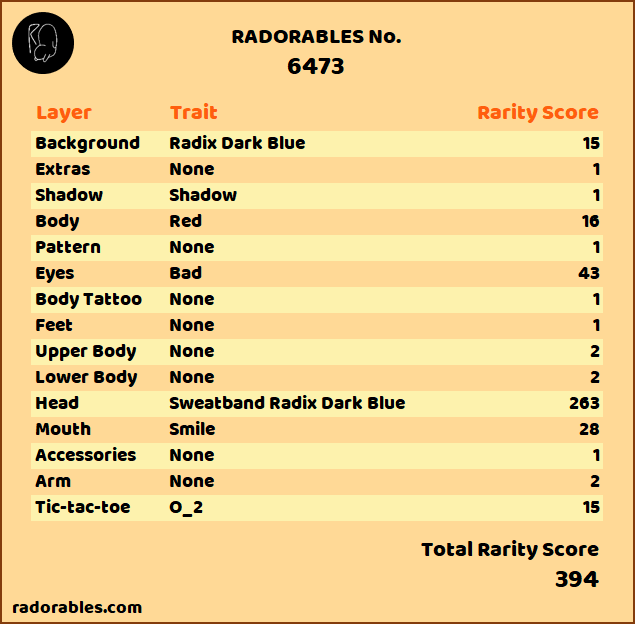 RADORABLES No.
6473
Layer Trait Rarity Score
Background Radix Dark Blue 15
Extras None 1
Shadow Shadow 1
Body Red 16
Pattern None 1
Eyes Bad 43
Body Tattoo None 1
Feet None 1
Upper Body None 2
Lower Body None 2
Head Sweatband Radix Dark Blue 263
Mouth Smile 28
Accessories None 1
Arm None 2
Tic-tac-toe O_2 15
Total Rarity Score
394
radorables.com